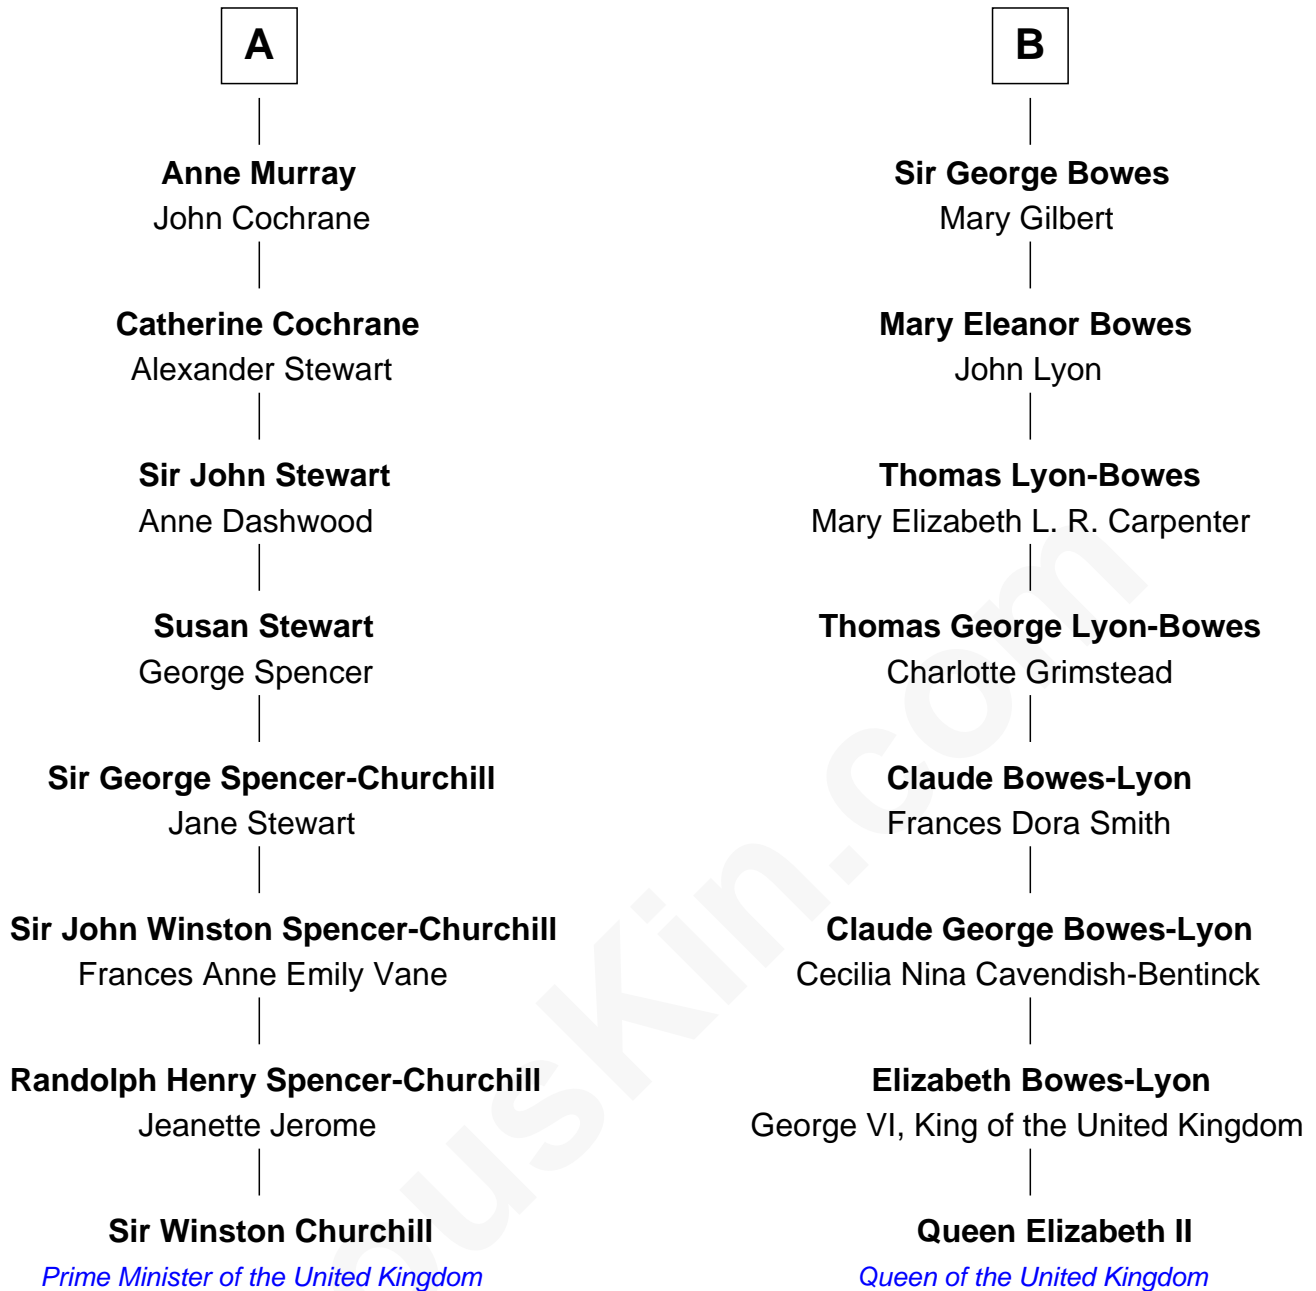 A
Anne Murray
John Cochrane
Catherine Cochrane
Alexander Stewart
Sir John Stewart
Anne Dashwood
Susan Stewart
George Spencer
Sir George Spencer-Churchill
Jane Stewart
Sir John Winston Spencer-Churchill
Frances Anne Emily Vane
Randolph Henry Spencer-Churchill
Jeanette Jerome
Sir Winston Churchill
Prime Minister of the United Kingdom
B
Sir George Bowes
Mary Gilbert
Mary Eleanor Bowes
John Lyon
Thomas Lyon-Bowes
Mary Elizabeth L. R. Carpenter
Thomas George Lyon-Bowes
Charlotte Grimstead
Claude Bowes-Lyon
Frances Dora Smith
Claude George Bowes-Lyon
Cecilia Nina Cavendish-Bentinck
Elizabeth Bowes-Lyon
George VI, King of the United Kingdom
Queen Elizabeth II
Queen of the United Kingdom
ousKin.com